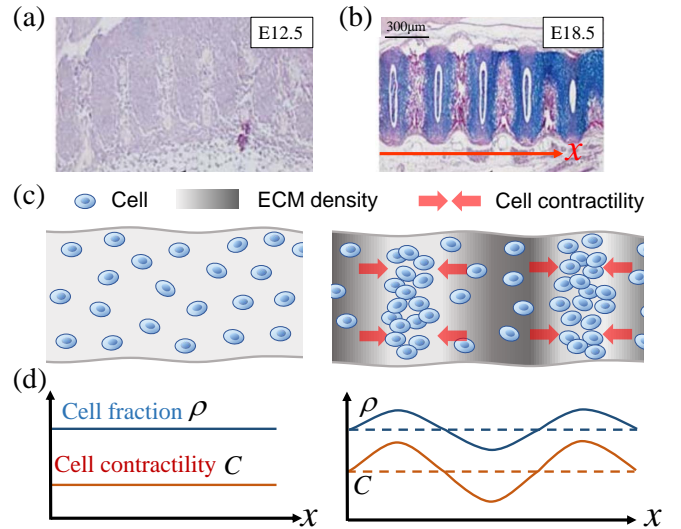 (a)
E12.5
(b)
300μm
E18.5
x
(c)
Cell
ECM density
Cell contractility
(d)
Cell fraction ρ
Cell contractility C
x
ρ
C
x